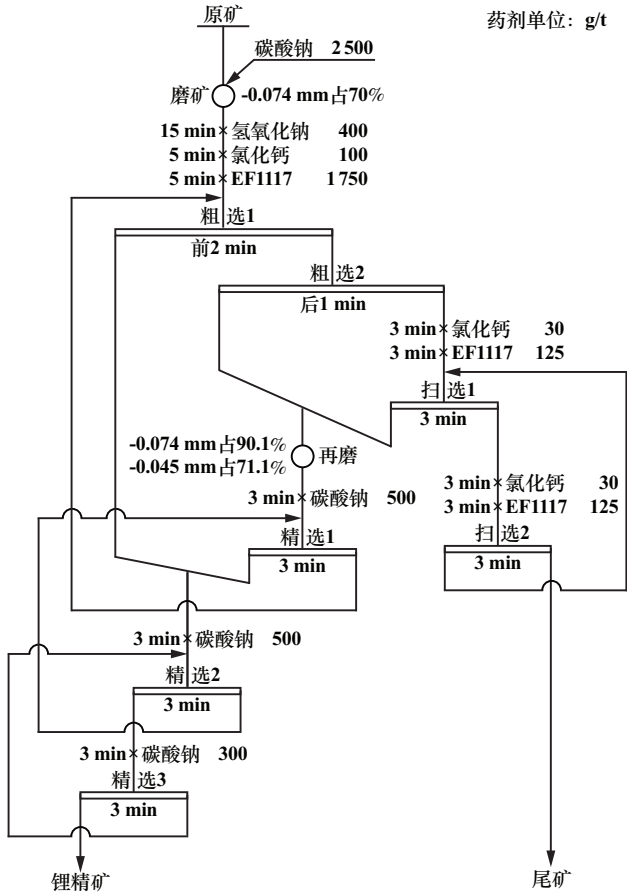 原矿
药剂单位：g/t
碳酸钠 2 500
磨矿 -0.074 mm占70%
15 min 氢氧化钠 400
5 min 氯化钙 100
5 min EF1117 1 750
粗选1
前2 min
粗选2
后1 min
3 min 氯化钙 30
3 min EF1117 125
扫选1
3 min
-0.074 mm占90.1%
-0.045 mm占71.1%
再磨
3 min 碳酸钠 500
3 min 氯化钙 30
3 min EF1117 125
精选1
3 min
扫选2
3 min
3 min 碳酸钠 500
精选2
3 min
3 min 碳酸钠 300
精选3
3 min
锂精矿
尾矿